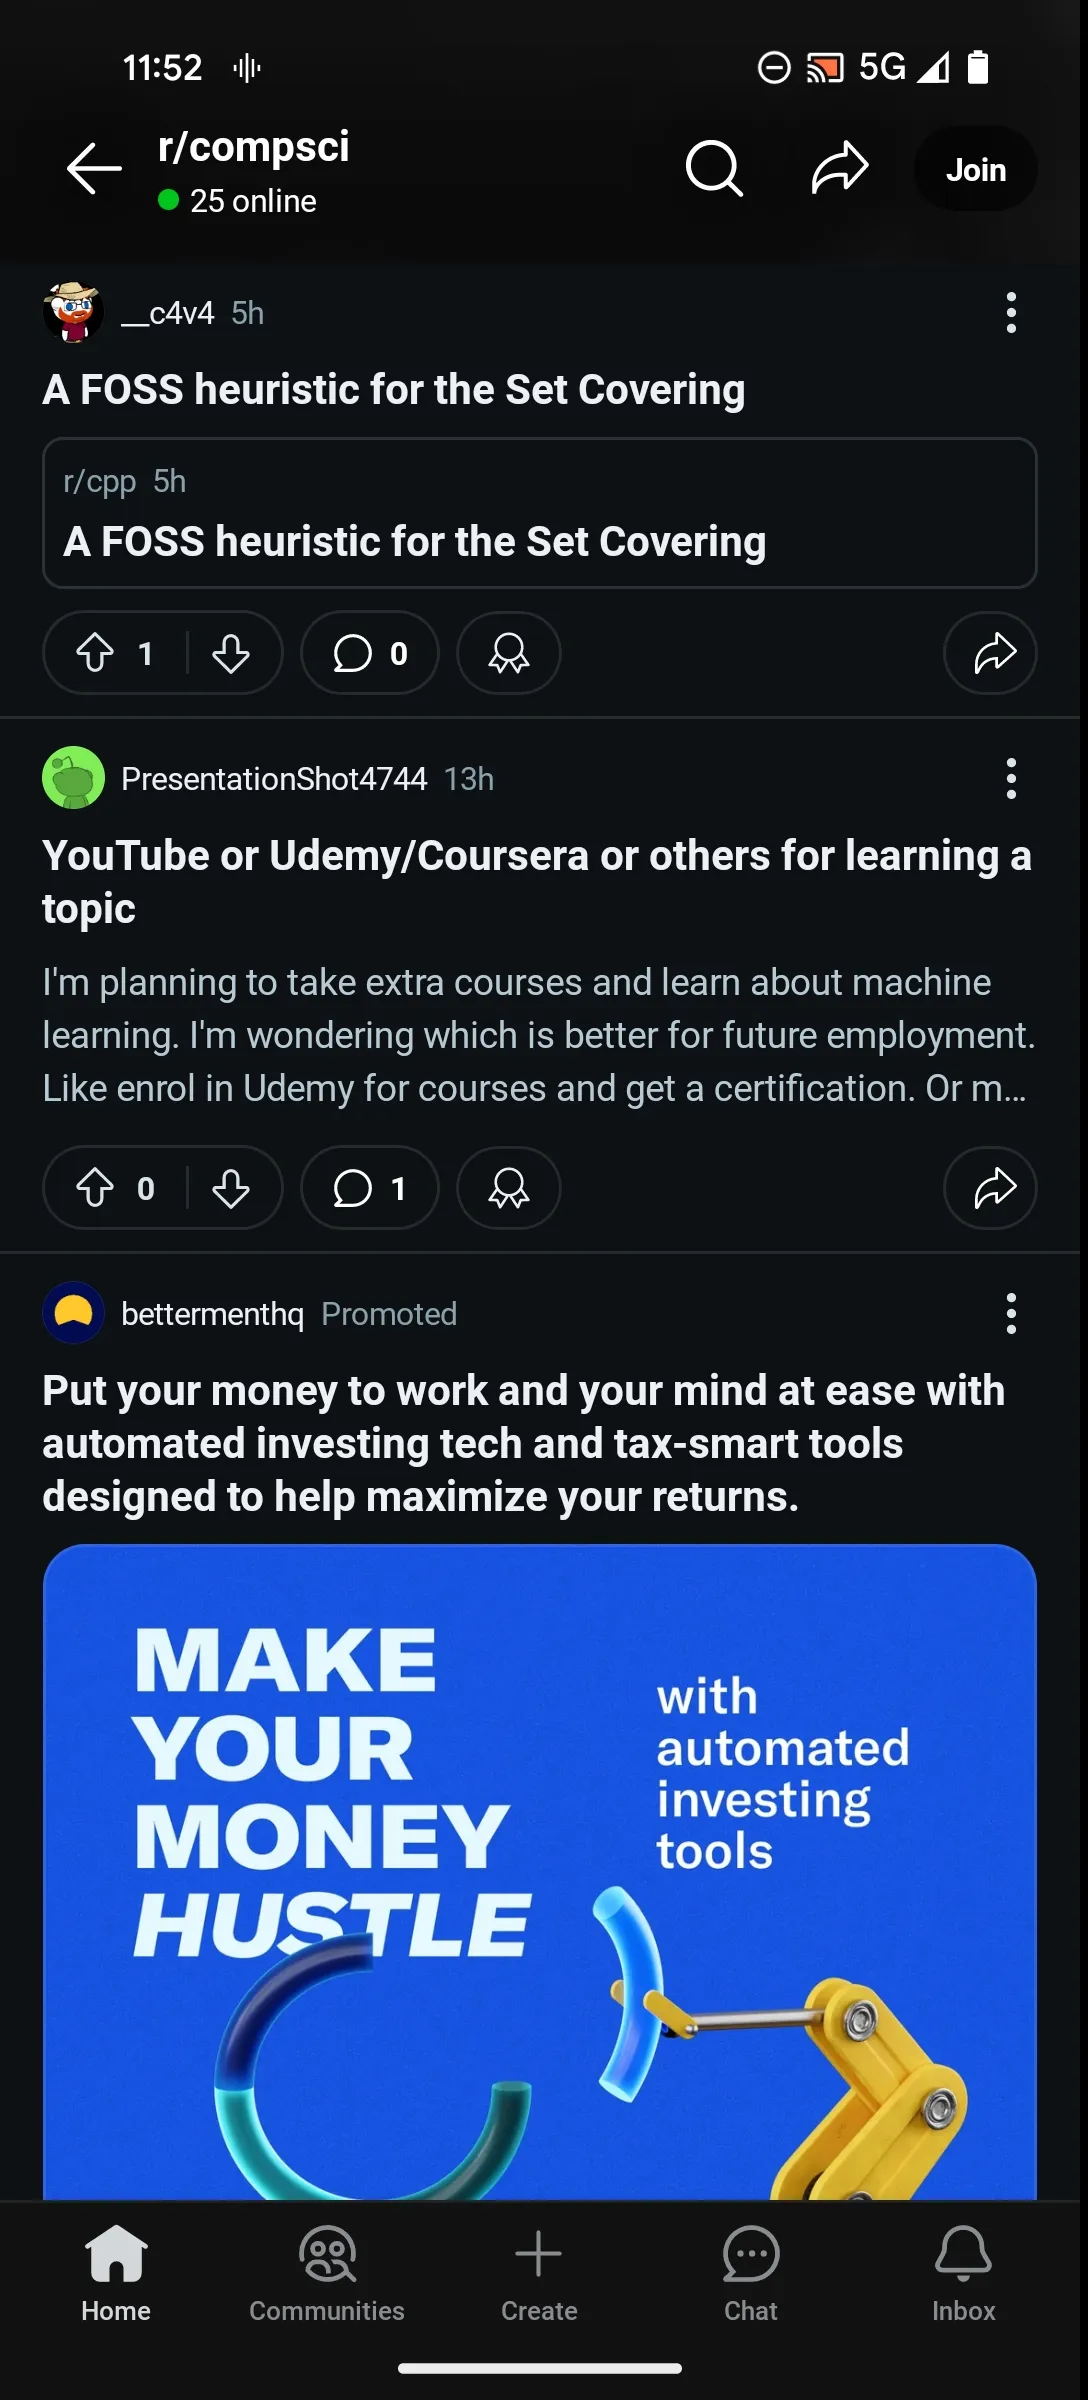 11:52
5G
r/compsci
25 online
Join
__c4v4 5h
A FOSS heuristic for the Set Covering
r/cpp 5h
A FOSS heuristic for the Set Covering
1
0
PresentationShot4744 13h
YouTube or Udemy/Coursera or others for learning a
topic
I'm planning to take extra courses and learn about machine
learning. I'm wondering which is better for future employment.
Like enrol in Udemy for courses and get a certification. Or m...
0
1
bettermenthq Promoted
Put your money to work and your mind at ease with
automated investing tech and tax-smart tools
designed to help maximize your returns.
MAKE
YOUR
MONEY
HUSTLE
with
automated
investing
tools
Home
Communities
Create
Chat
Inbox